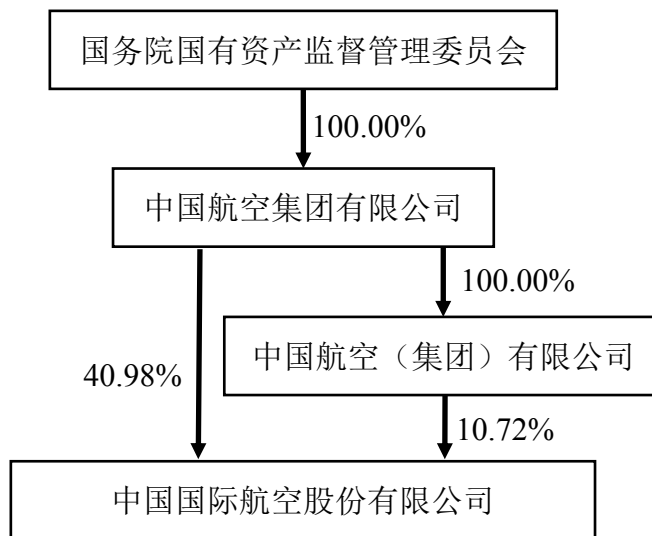 国务院国有资产监督管理委员会
100.00%
中国航空集团有限公司
100.00%
中国航空（集团）有限公司
40.98%
10.72%
中国国际航空股份有限公司